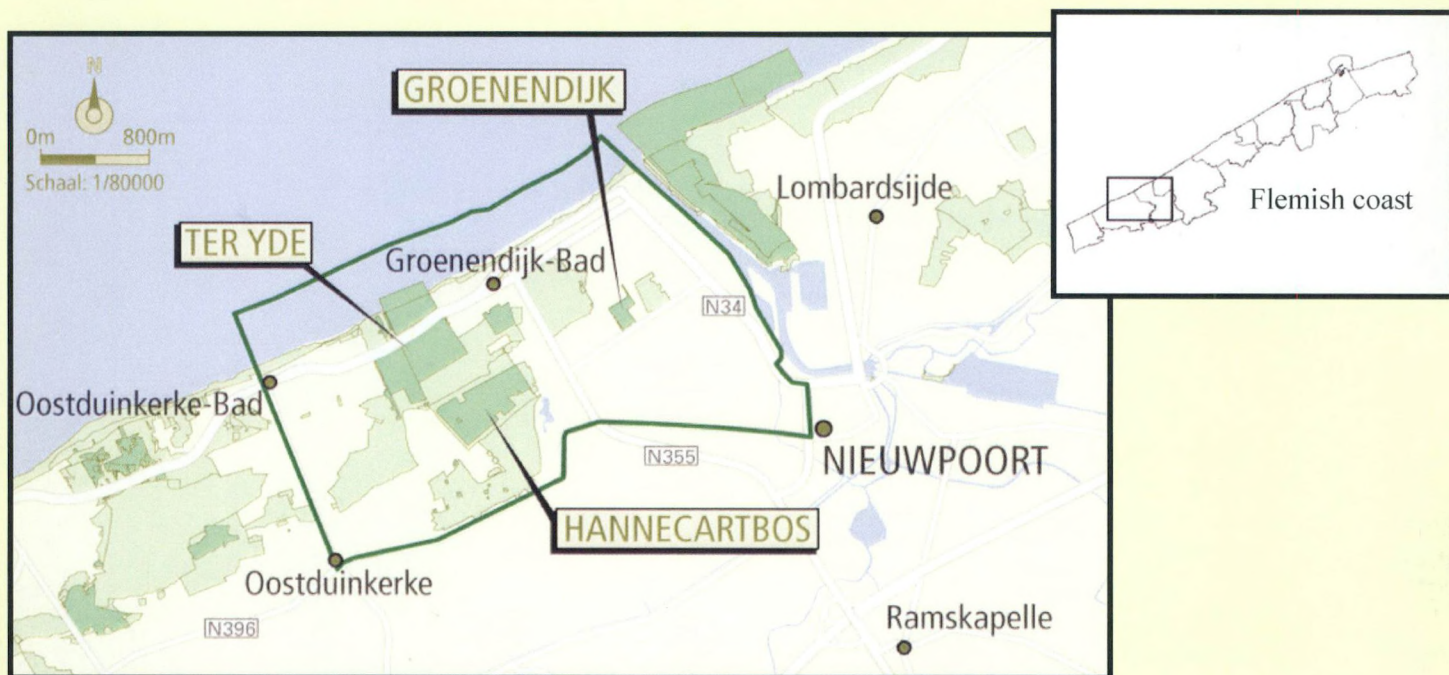 N
0m 800m
Schaal: 1/80000
GROENENDIJK
Lombardsijde
Flemish coast
TER YDE
Groenendijk-Bad
N34
Oostduinkerke-Bad
NIEUWPOORT
N355
HANNECARTBOS
Oostduinkerke
Ramskapelle
N396